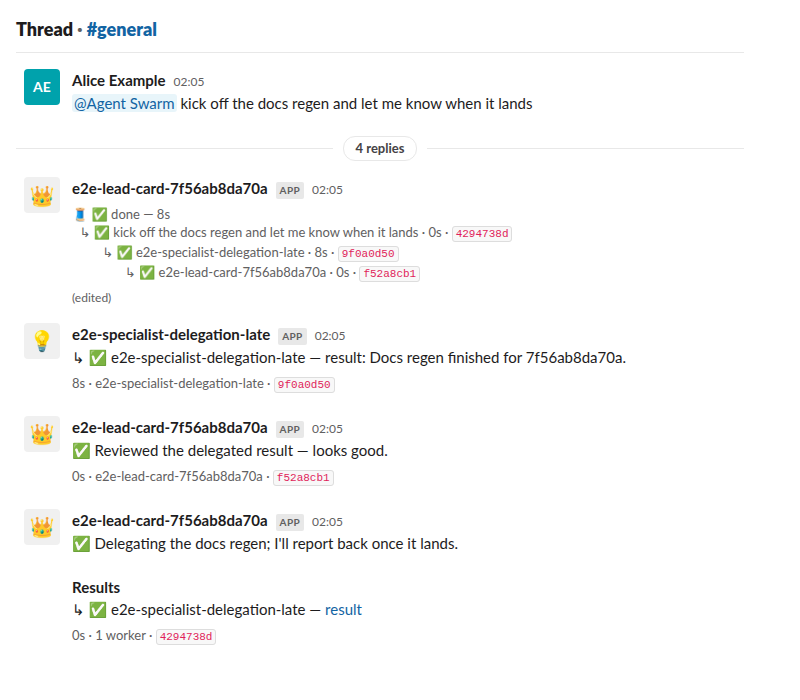 Thread • #general
AE
Alice Example 02:05
@Agent Swarm kick off the docs regen and let me know when it lands
4 replies
e2e-lead-card-7f56ab8da70a APP 02:05
🧵 ✅ done — 8s
↳ ✅ kick off the docs regen and let me know when it lands · 0s · 4294738d
↳ ✅ e2e-specialist-delegation-late · 8s · 9f0a0d50
↳ ✅ e2e-lead-card-7f56ab8da70a · 0s · f52a8cb1
(edited)
e2e-specialist-delegation-late APP 02:05
↳ ✅ e2e-specialist-delegation-late — result: Docs regen finished for 7f56ab8da70a.
8s · e2e-specialist-delegation-late · 9f0a0d50
e2e-lead-card-7f56ab8da70a APP 02:05
✅ Reviewed the delegated result — looks good.
0s · e2e-lead-card-7f56ab8da70a · f52a8cb1
e2e-lead-card-7f56ab8da70a APP 02:05
✅ Delegating the docs regen; I'll report back once it lands.
Results
↳ ✅ e2e-specialist-delegation-late — result
0s · 1 worker · 4294738d